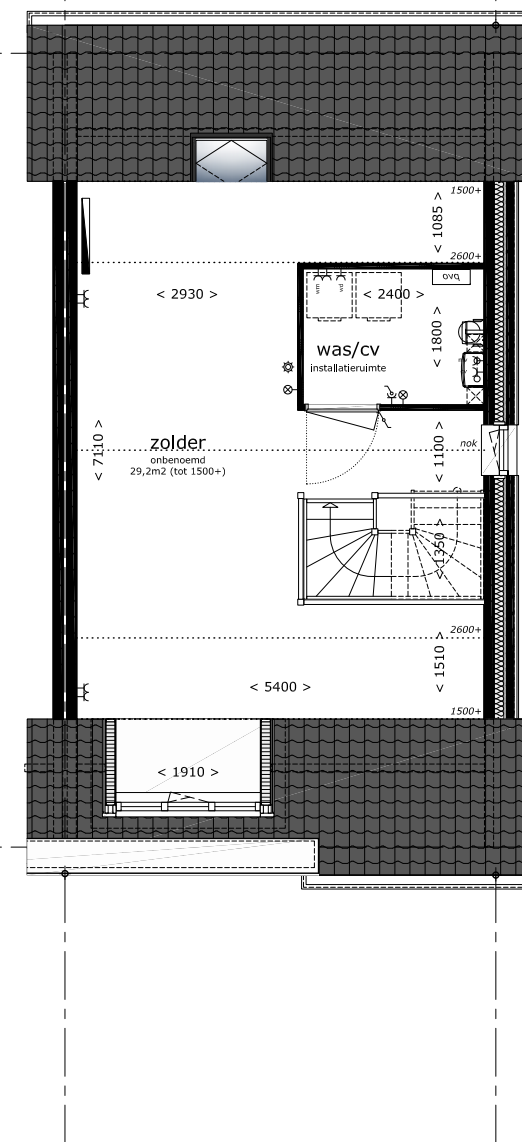 1500+
< 1085 >
2600+
ovp
< 2930 >
wm
wd
< 2400 >
< 1800 >
was/cv
installatieruimte
< 7110 >
zolder
onbenoemd
29,2m2 (tot 1500+)
nok
< 1100 >
< 1350 >
2600+
< 1510 >
< 5400 >
1500+
< 1910 >